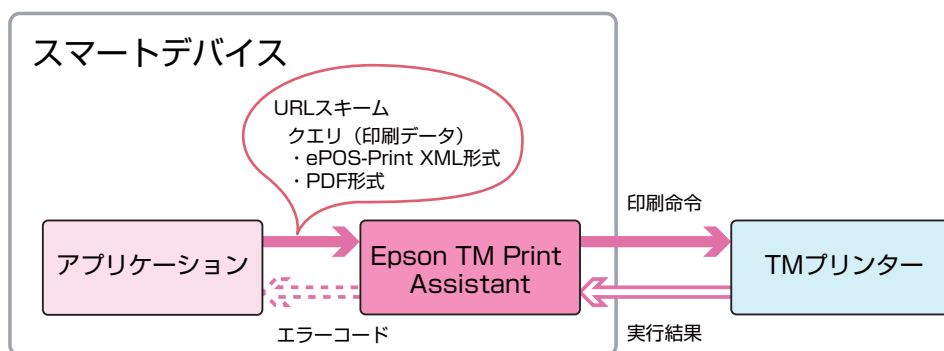 スマートデバイス
URLスキーム
クエリ（印刷データ）
・ePOS-Print XML形式
・PDF形式
印刷命令
アプリケーション
Epson TM Print
Assistant
TMプリンター
エラーコード
実行結果